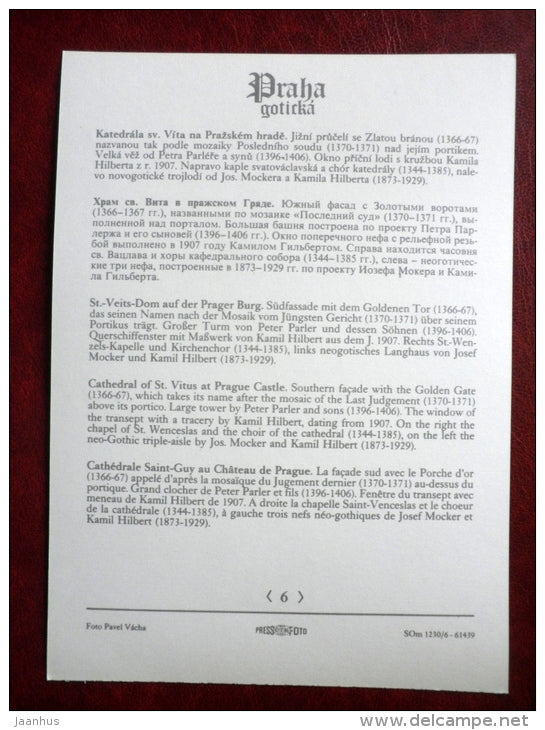 Praha
gotická
Katedrála sv. Víta na Pražském hradě. Jižní průčelí se Zlatou bránou (1366-67)
nazvanou tak podle mozaiky Posledního soudu (1370-1371) nad jejím portikem.
Velká věž od Petra Parléře a synů (1396-1406). Okno příční lodi s kružbou Kamila
Hilberta z r. 1907. Napravo kaple svatováclavská a chór katedrály (1344-1385), nale-
vo novogotické trojlodí od Jos. Mockera a Kamila Hilberta (1873-1929).
Храм св. Вита в пражском Граде. Южный фасад с Золотыми воротами
(1366–1367 гг.), названными по мозаике «Последний суд» (1370–1371 гг.), вы-
полненной над порталом. Большая башня построена по проекту Петра Пар-
лержа и его сыновей (1396–1406 гг.). Окно поперечного нефа с рельефной резь-
бой выполнено в 1907 году Камилом Гильбертом. Справа находится часовня
св. Вацлава и хоры кафедрального собора (1344–1385 гг.), слева – неоготичес-
кие три нефа, построенные в 1873–1929 гг. по проекту Иозефа Мокера и Ками-
ла Гильберта.
St.-Veits-Dom auf der Prager Burg. Südfassade mit dem Goldenen Tor (1366-67),
das seinen Namen nach der Mosaik vom Jüngsten Gericht (1370-1371) über seinem
Portikus trägt. Großer Turm von Peter Parler und dessen Söhnen (1396-1406).
Querschiffenster mit Maßwerk von Kamil Hilbert aus dem J. 1907. Rechts St.-Wen-
zels-Kapelle und Kirchenchor (1344-1385), links neogotisches Langhaus von Josef
Mocker und Kamil Hilbert (1873-1929).
Cathedral of St. Vitus at Prague Castle. Southern façade with the Golden Gate
(1366-67), which takes its name after the mosaic of the Last Judgement (1370-1371)
above its portico. Large tower by Peter Parler and sons (1396-1406). The window of
the transept with a tracery by Kamil Hilbert, dating from 1907. On the right the
chapel of St. Wenceslas and the choir of the cathedral (1344-1385), on the left the
neo-Gothic triple-aisle by Jos. Mocker and Kamil Hilbert (1873-1929).
Cathédrale Saint-Guy au Château de Prague. La façade sud avec le Porche d'or
(1366-67) appelé d'après la mosaïque du Jugement dernier (1370-1371) au-dessus du
portique. Grand clocher de Peter Parler et fils (1396-1406). Fenêtre du transept avec
meneau de Kamil Hilbert de 1907. A droite la chapelle Saint-Venceslas et le choeur
de la cathédrale (1344-1385), à gauche trois nefs néo-gothiques de Josef Mocker et
Kamil Hilbert (1873-1929).
〈 6 〉
Foto Pavel Vácha
PRESSFOTO
SOm 1230/6 - 61439
Jaanhus
www.delcampe.net